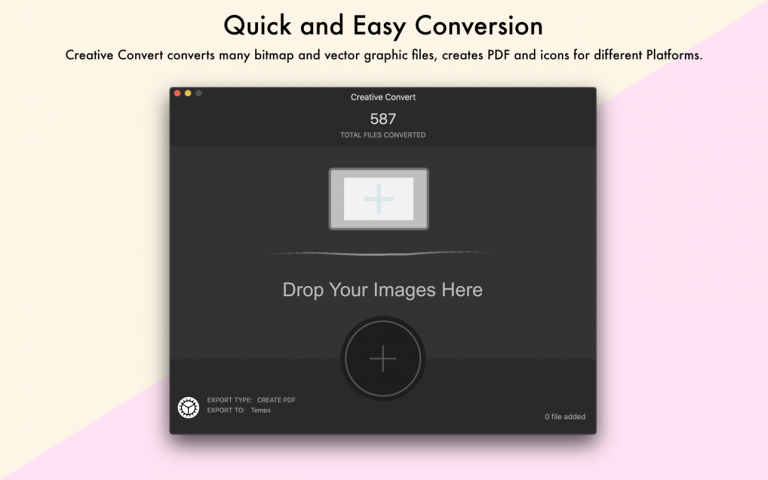 Quick and Easy Conversion
Creative Convert converts many bitmap and vector graphic files, creates PDF and icons for different Platforms.
Creative Convert
587
TOTAL FILES CONVERTED
Drop Your Images Here
EXPORT TYPE: CREATE PDF
EXPORT TO: Temps
0 file added